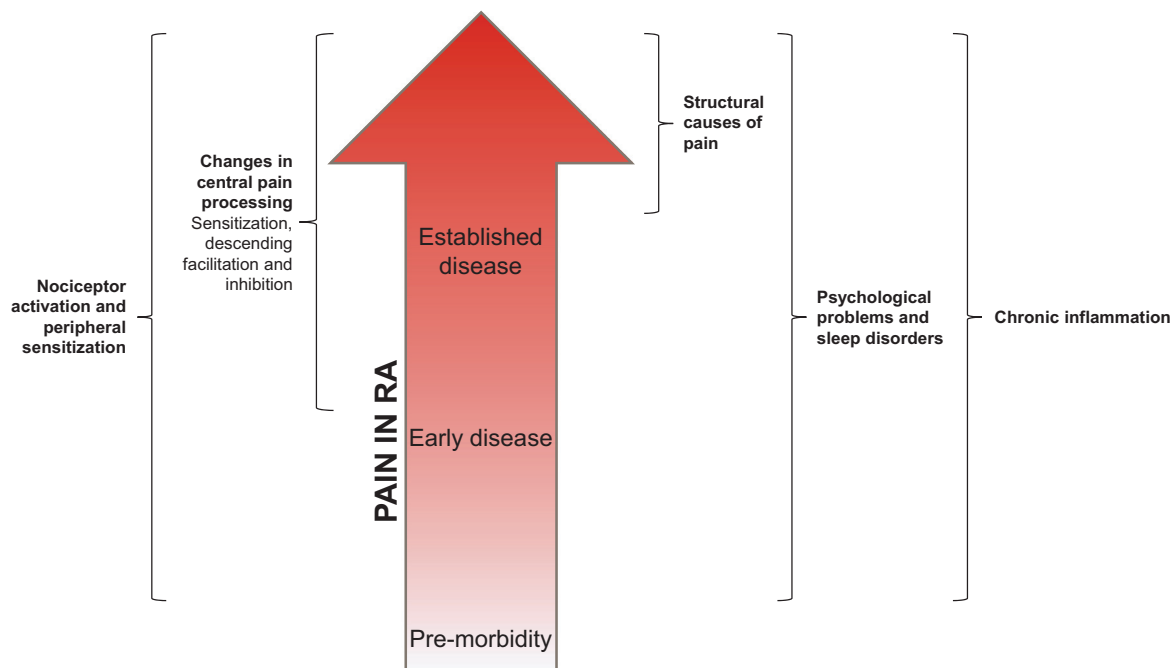 Nociceptor
activation and
peripheral
sensitization
Changes in
central pain
processing
Sensitization,
descending
facilitation and
inhibition
PAIN IN RA
Established
disease
Early disease
Pre-morbidity
Structural
causes of
pain
Psychological
problems and
sleep disorders
Chronic inflammation